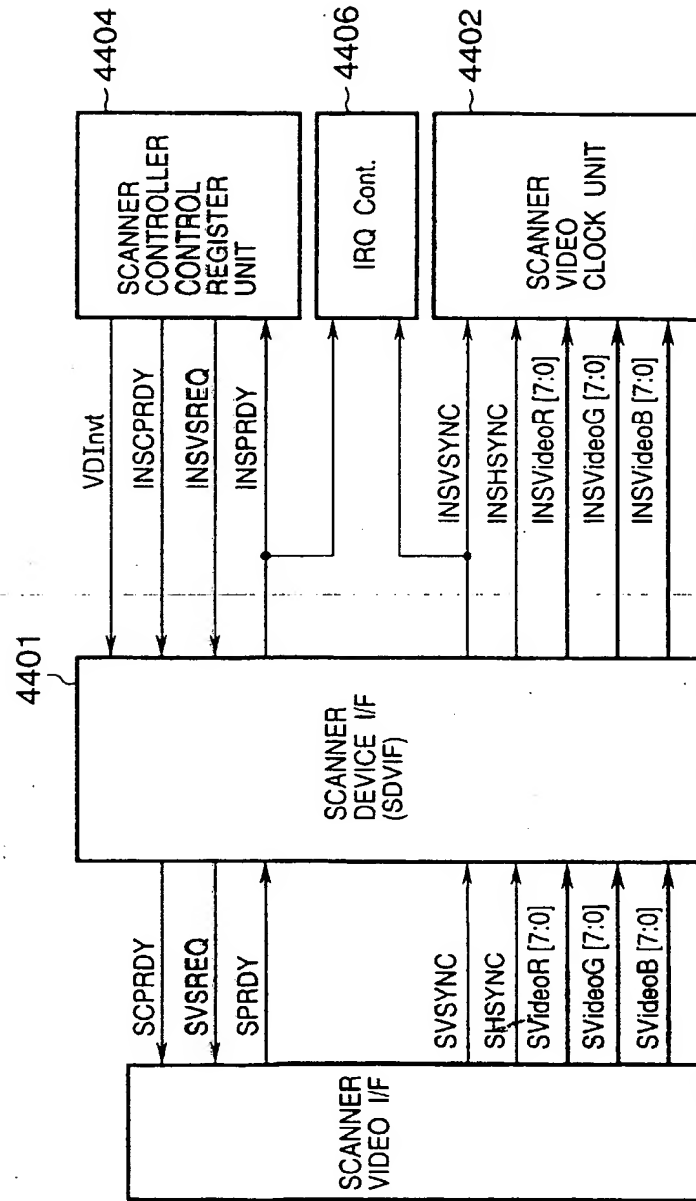 4404
SCANNER
CONTROLLER
CONTROL
REGISTER
UNIT
4406
IRQ Cont.
4402
SCANNER
VIDEO
CLOCK UNIT
VDInvt
INSCPRDY
INSVSREQ
INSPRDY
INSVSYNC
INSHSYNC
INSVideoR [7:0]
INSVideoG [7:0]
INSVideoB [7:0]
4401
SCANNER
DEVICE I/F
(SDVIF)
SCPRDY
SVSREQ
SPRDY
SVSYNC
SHSYNC
SVideoR [7:0]
SVideoG [7:0]
SVideoB [7:0]
SCANNER
VIDEO I/F